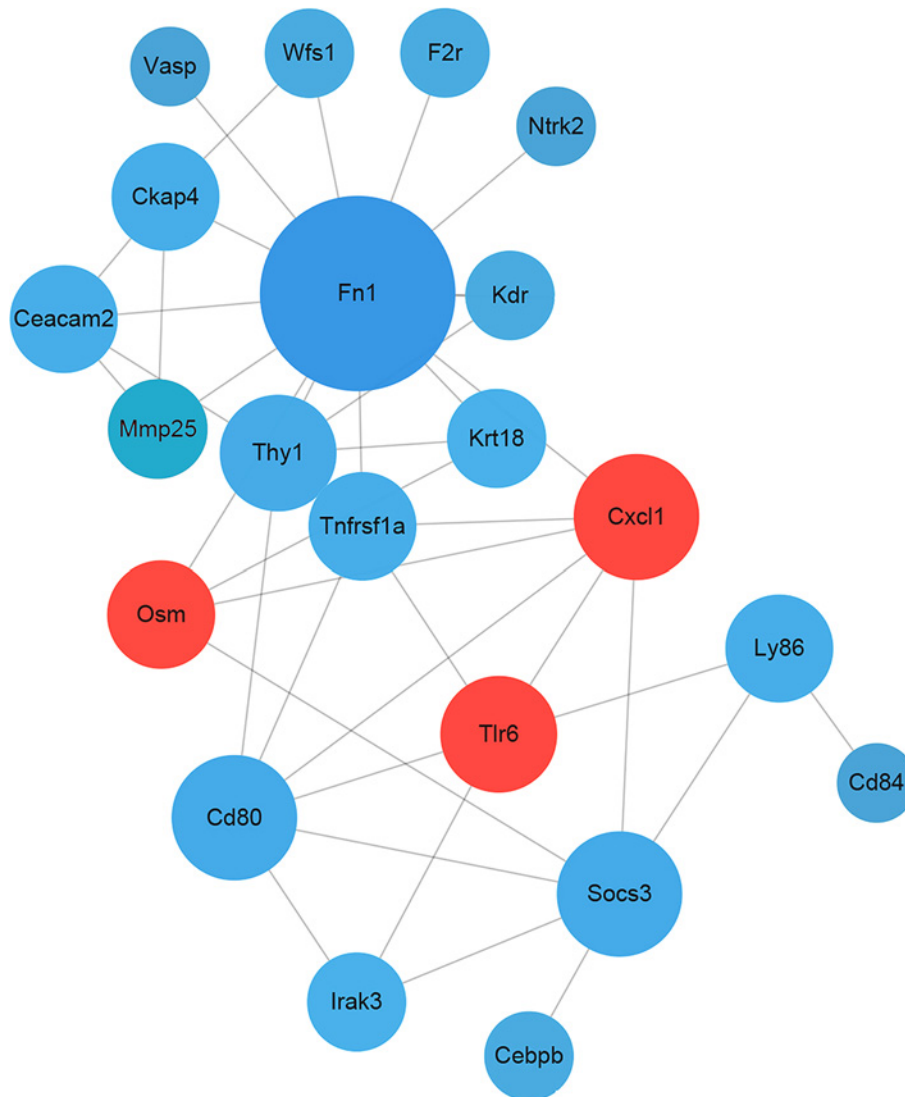 Vasp
Wfs1
F2r
Ntrk2
Ckap4
Fn1
Kdr
Ceacam2
Mmp25
Thy1
Krt18
Tnfrsf1a
Cxcl1
Osm
Ly86
Tlr6
Cd84
Cd80
Socs3
Irak3
Cebpb